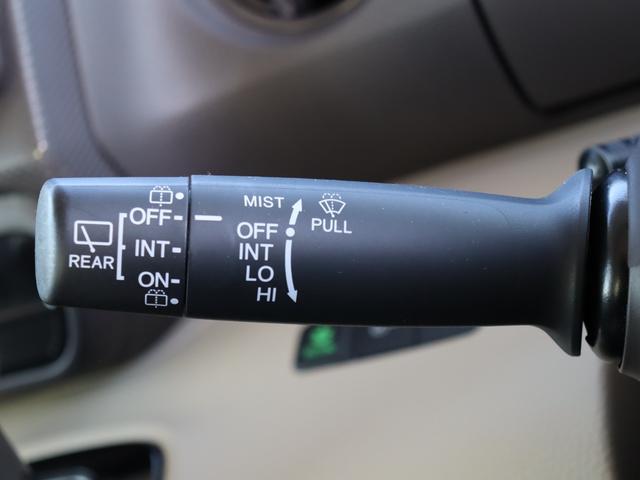 REAR
OFF
INT
ON
MIST
OFF
INT
LO
HI
PULL